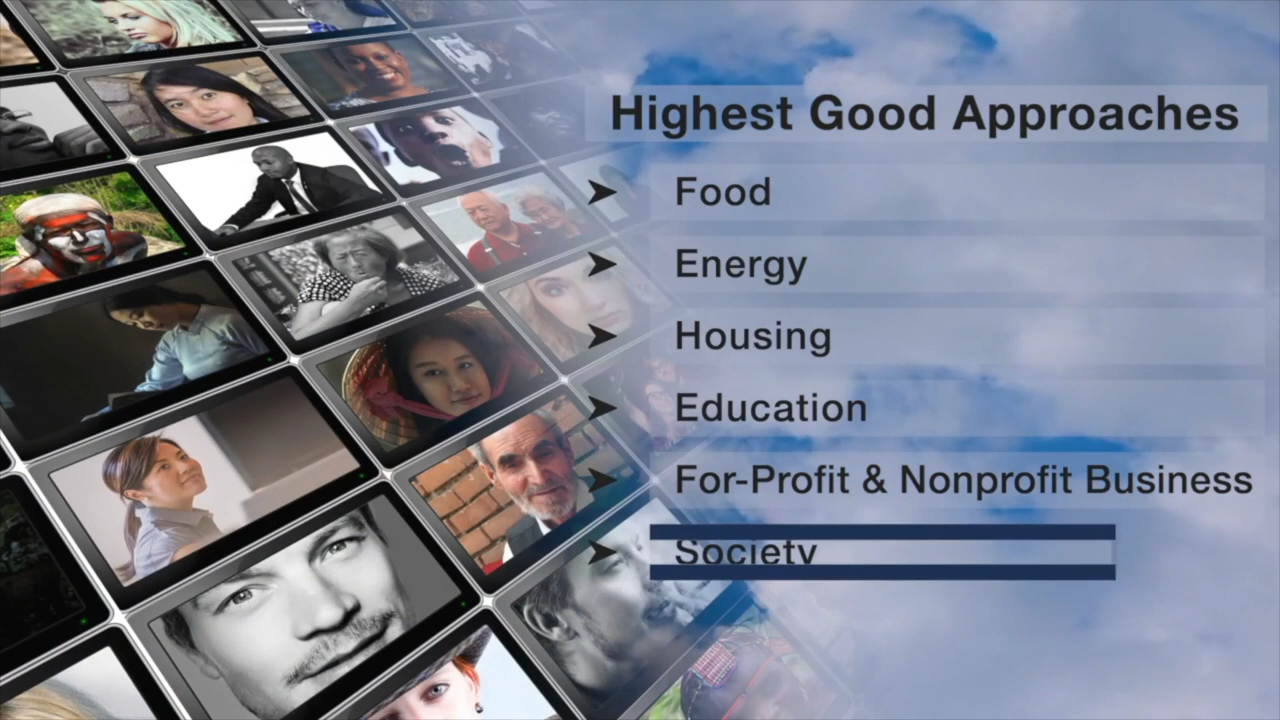 Highest Good Approaches
Food
Energy
Housing
Education
For-Profit & Nonprofit Business
Society